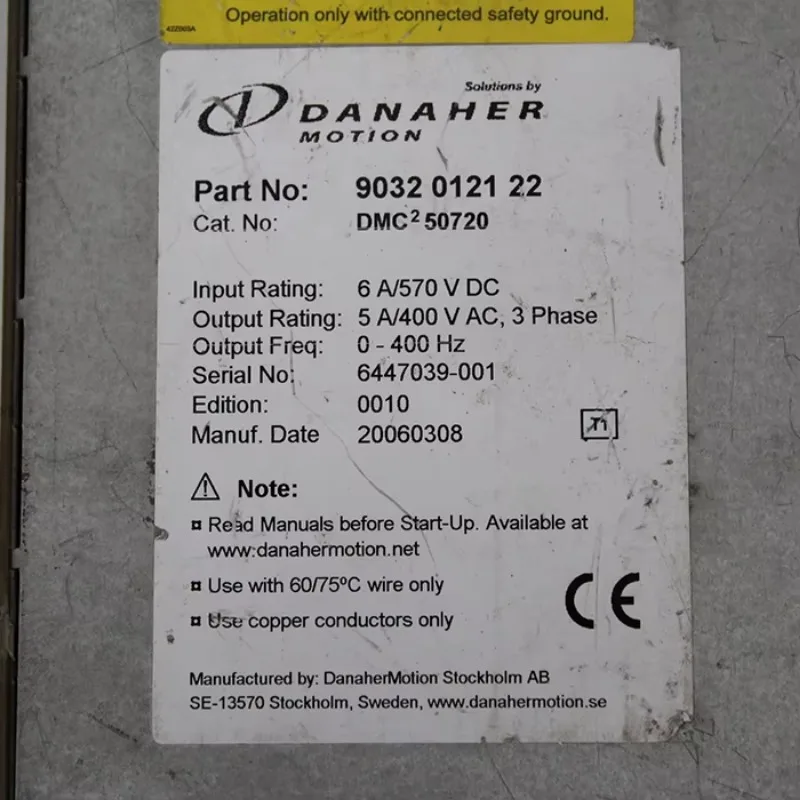 Operation only with connected safety ground.
Solutions by
DANAHER
MOTION
Part No: 9032 0121 22
Cat. No: DMC² 50720
Input Rating: 6 A/570 V DC
Output Rating: 5 A/400 V AC, 3 Phase
Output Freq: 0 - 400 Hz
Serial No: 6447039-001
Edition: 0010
Manuf. Date 20060308
Note:
Read Manuals before Start-Up. Available at
www.danahermotion.net
Use with 60/75ºC wire only
Use copper conductors only
CE
Manufactured by: DanaherMotion Stockholm AB
SE-13570 Stockholm, Sweden, www.danahermotion.se